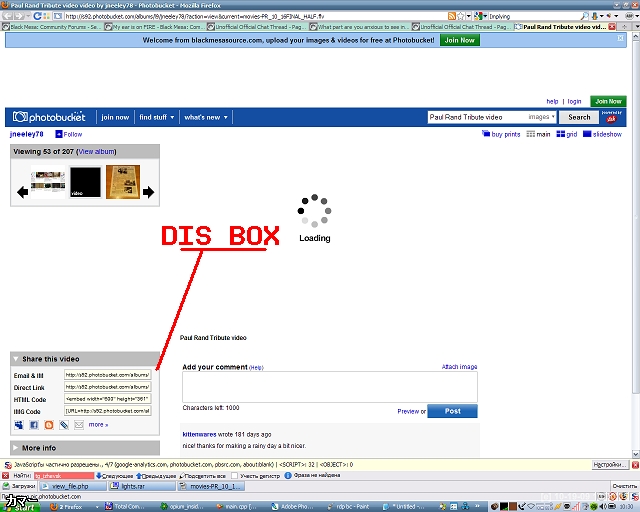 Paul Rand Tribute video video by jneeley78 - Photobucket - Mozilla Firefox
http://s92.photobucket.com/albums/l9/jneeley78/?action=view&current=movies-PR_10_16FINAL_HALF.flv
Inplying
Black Mesa: Community Forums - Se...
My ear is on FIRE - Black Mesa: Com...
Unofficial Official Chat Thread - Pag...
What part are you anxious to see in ...
Unofficial Official Chat Thread - Pag...
Paul Rand Tribute video vid...
Welcome from blackmesasource.com, upload your images & videos for free at Photobucket! Join Now
help | login Join Now
photobucket join now find stuff what's new Paul Rand Tribute video images Search
jneeley78 Follow buy prints main grid slideshow
Viewing 53 of 207 (View album)
video
DIS BOX
Loading
Paul Rand Tribute video
Share this video
Email & IM http://s92.photobucket.com/albums/
Direct Link http://s92.photobucket.com/albums/
HTML Code <embed width="600" height="361"
IMG Code [URL=http://s92.photobucket.com/al
more »
More info
Add your comment (Help) Attach image
Characters left: 1000
Preview or Post
kittenwares wrote 181 days ago
nice! thanks for making a rainy day a bit nicer.
JavaScriptы частично разрешены, 4/7 (google-analytics.com, photobucket.com, pbsrc.com, about:blank) | <SCRIPT>: 32 | <OBJECT>: 0
Настройки...
Найти: Следующее Предыдущее Подсветить все Учесть регистр Фраза не найдена
Загрузки view_file.php lights.rar movies-PR_10_1... Очистить
2 Firefox Total Com... opium_insid main.cpp [... Adobe Phot... rdp bc - Paint * Untitled - ... 10:30